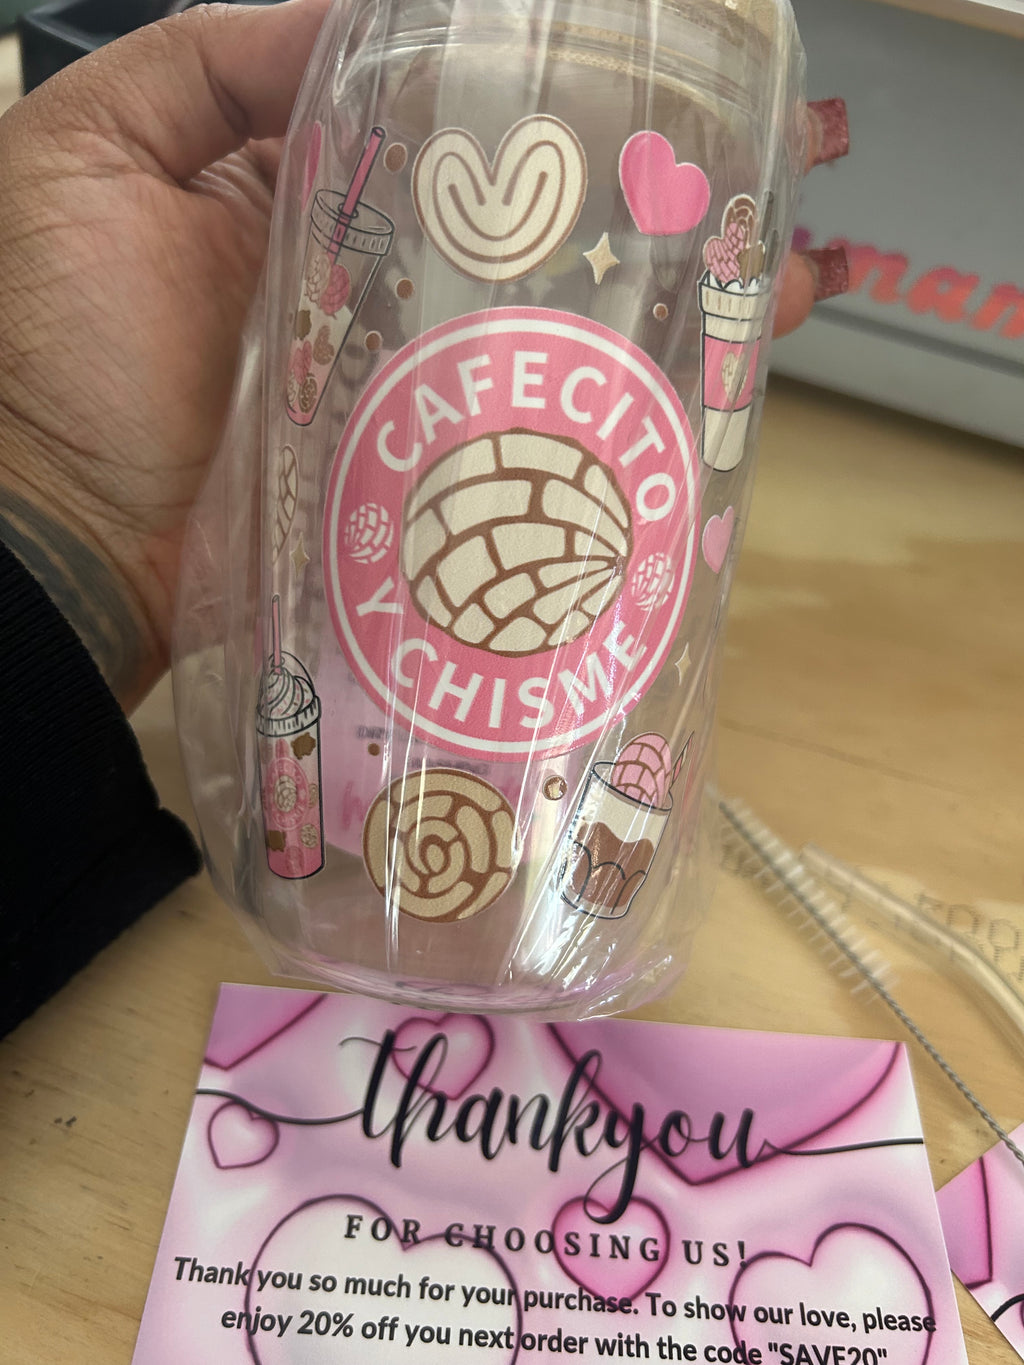 CAFECITO
Y CHISME
thankyou
FOR CHOOSING US!
Thank you so much for your purchase. To show our love, please
enjoy 20% off you next order with the code "SAVE20"